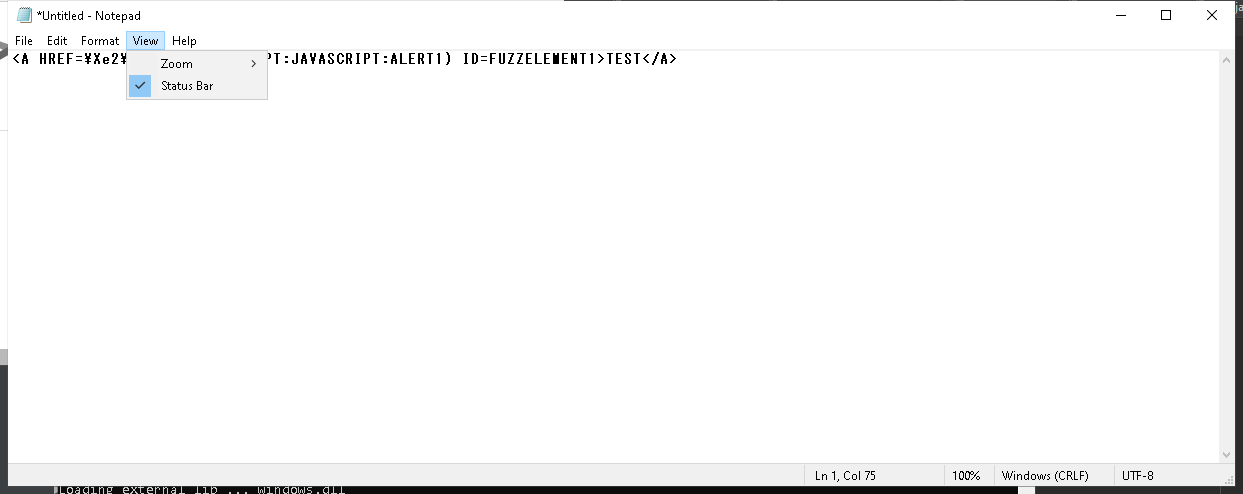 *Untitled - Notepad
File Edit Format View Help
<A HREF=¥Xe2¥ PT:JAVASCRIPT:ALERT1) ID=FUZZELEMENT1>TEST</A>
Zoom
Status Bar
Ln 1, Col 75 100% Windows (CRLF) UTF-8
Loading external lib ... windows.dll